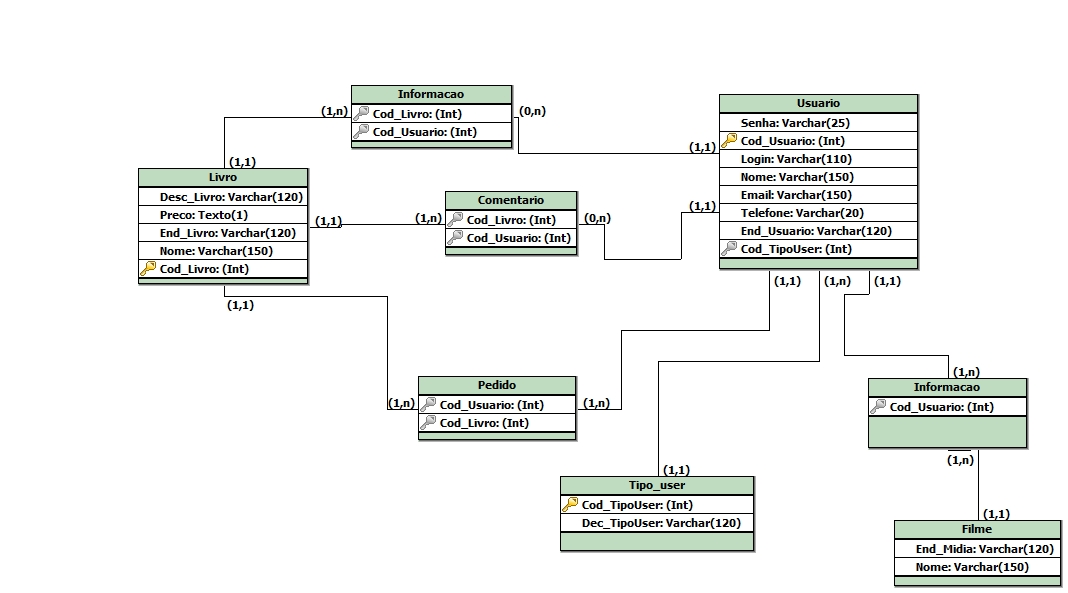 Informacao
Cod_Livro: (Int)
Cod_Usuario: (Int)
(1,n)
(0,n)
Usuario
Senha: Varchar(25)
Cod_Usuario: (Int)
Login: Varchar(110)
Nome: Varchar(150)
Email: Varchar(150)
Telefone: Varchar(20)
End_Usuario: Varchar(120)
Cod_TipoUser: (Int)
(1,1)
(1,1)
(1,1)
(1,n)
(1,1)
(1,1)
Livro
Desc_Livro: Varchar(120)
Preco: Texto(1)
End_Livro: Varchar(120)
Nome: Varchar(150)
Cod_Livro: (Int)
(1,1)
(1,1)
Comentario
Cod_Livro: (Int)
Cod_Usuario: (Int)
(1,n)
(0,n)
Pedido
Cod_Usuario: (Int)
Cod_Livro: (Int)
(1,n)
(1,n)
(1,n)
Informacao
Cod_Usuario: (Int)
(1,n)
(1,1)
Tipo_user
Cod_TipoUser: (Int)
Dec_TipoUser: Varchar(120)
(1,1)
Filme
End_Midia: Varchar(120)
Nome: Varchar(150)